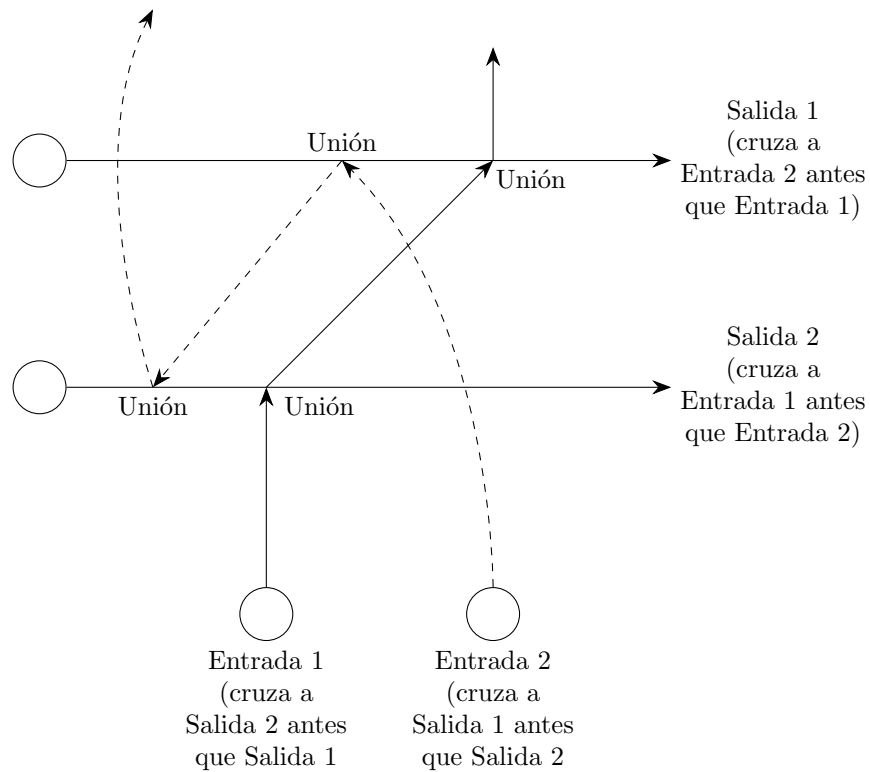 Salida 1
(cruza a
Entrada 2 antes
que Entrada 1)
Unión
Unión
Salida 2
(cruza a
Entrada 1 antes
que Entrada 2)
Unión
Unión
Entrada 1
(cruza a
Salida 2 antes
que Salida 1
Entrada 2
(cruza a
Salida 1 antes
que Salida 2